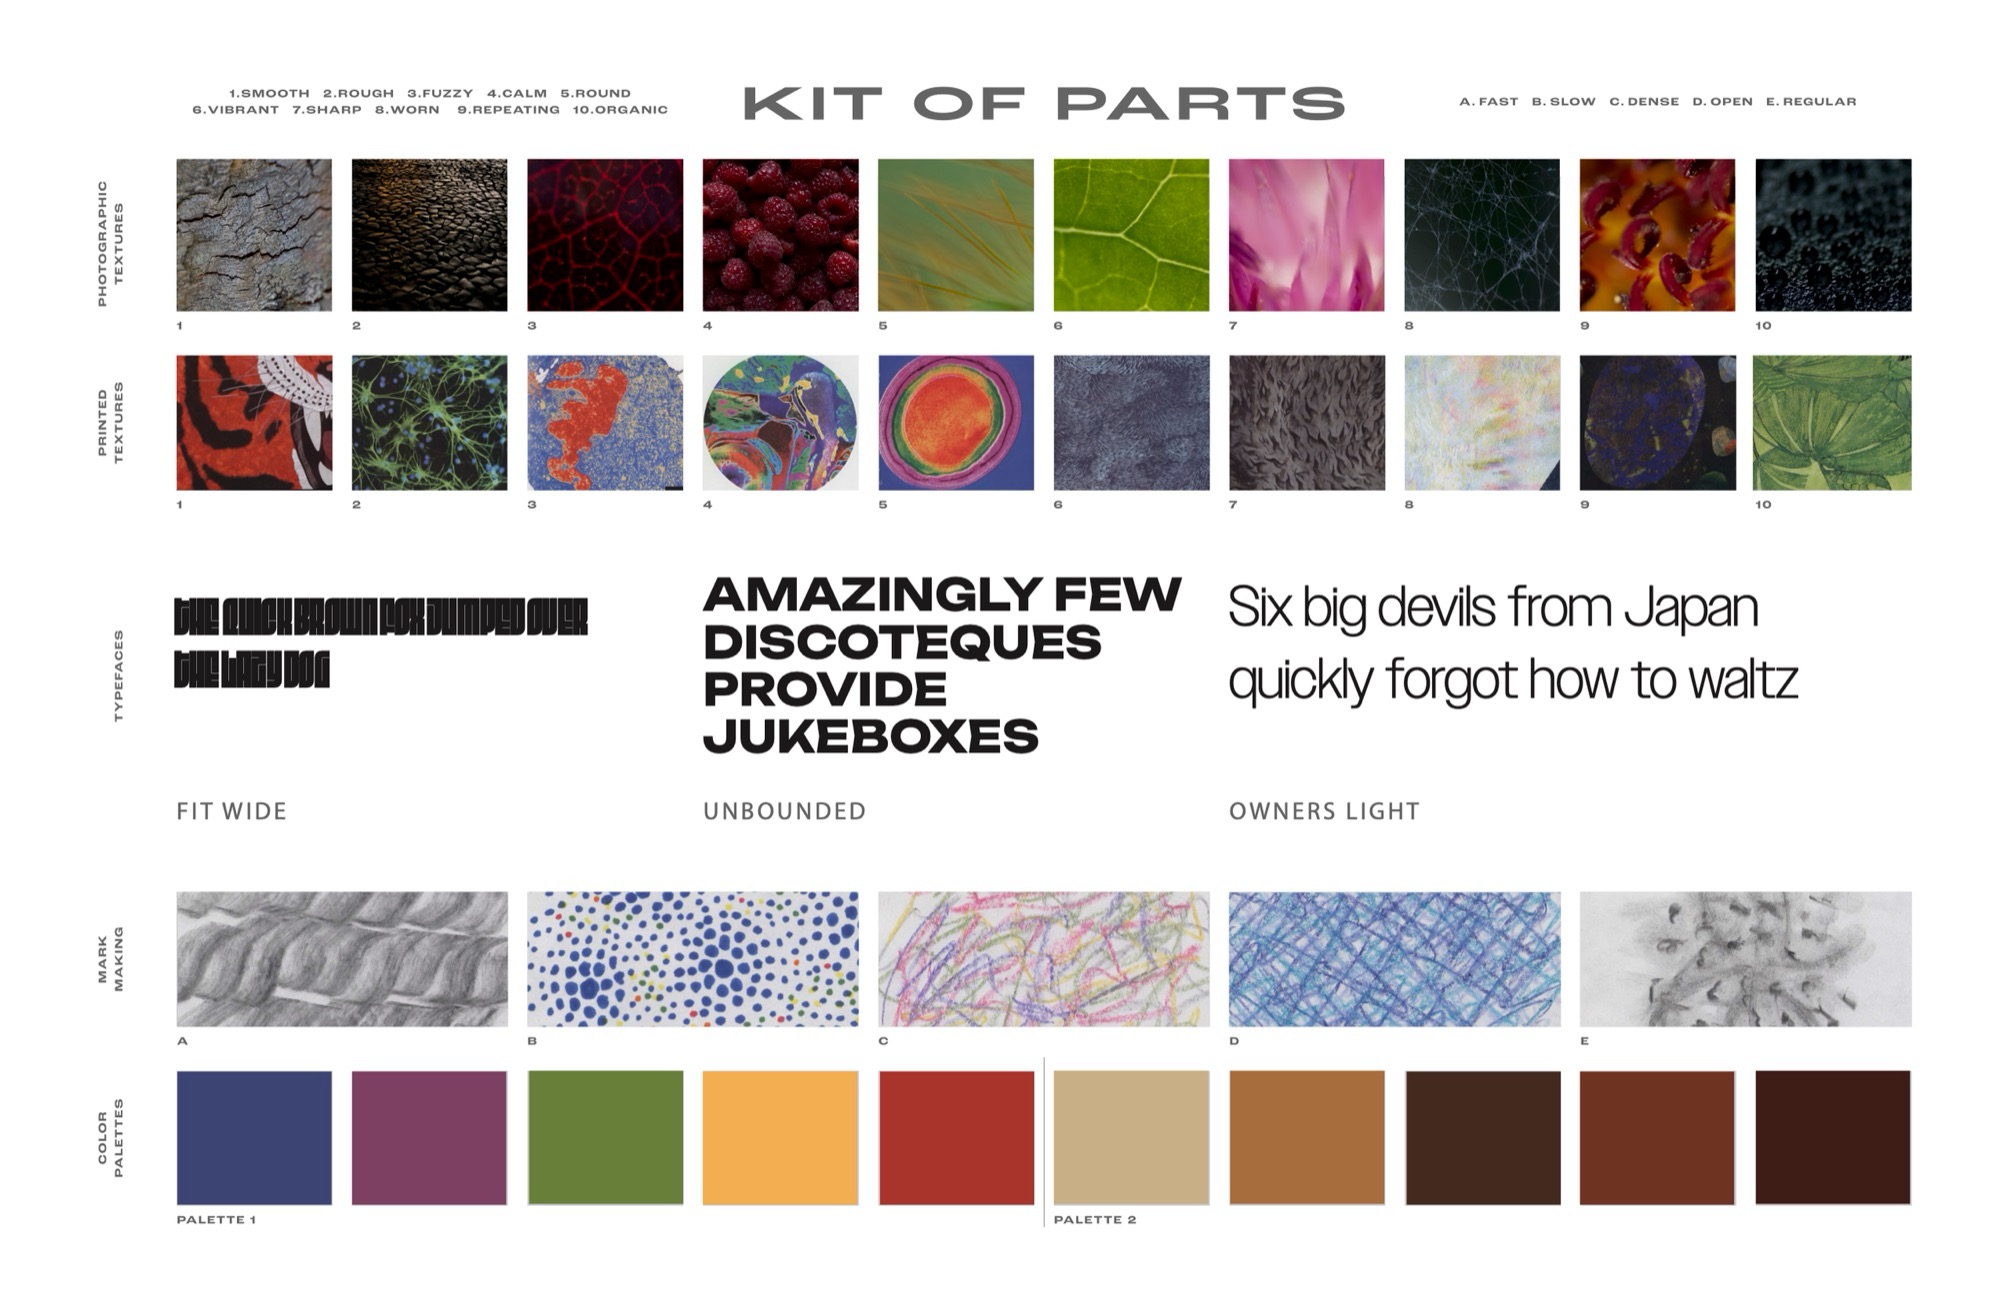 1.SMOOTH 2.ROUGH 3.FUZZY 4.CALM 5.ROUND
6.VIBRANT 7.SHARP 8.WORN 9.REPEATING 10.ORGANIC
KIT OF PARTS
A. FAST B. SLOW C. DENSE D. OPEN E. REGULAR
PHOTOGRAPHIC
TEXTURES
1 2 3 4 5 6 7 8 9 10
PRINTED
TEXTURES
1 2 3 4 5 6 7 8 9 10
TYPEFACES
THE QUICK BROWN FOX JUMPED OVER
THE LAZY DOG
AMAZINGLY FEW
DISCOTEQUES
PROVIDE
JUKEBOXES
Six big devils from Japan
quickly forgot how to waltz
FIT WIDE
UNBOUNDED
OWNERS LIGHT
MARK
MAKING
A B C D E
COLOR
PALETTES
PALETTE 1
PALETTE 2